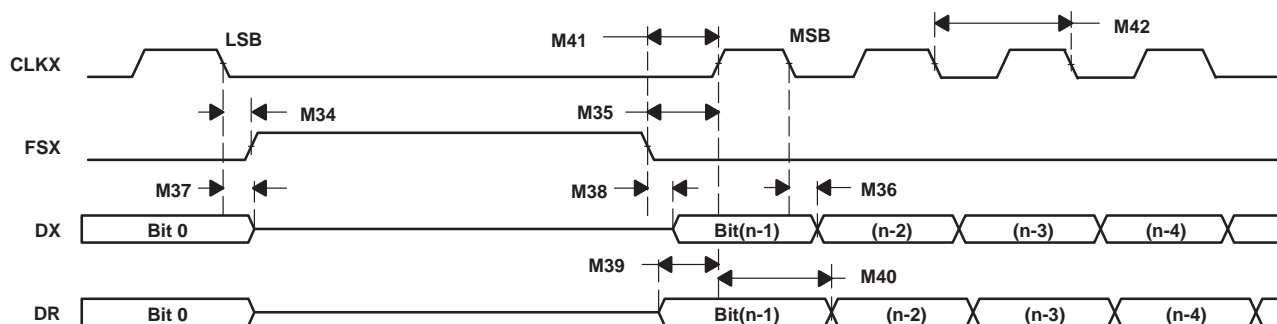 LSB
M41
MSB
M42
CLKX
M34
M35
FSX
M37
M38
M36
DX
Bit 0
Bit(n-1)
(n-2)
(n-3)
(n-4)
M39
M40
DR
Bit 0
Bit(n-1)
(n-2)
(n-3)
(n-4)